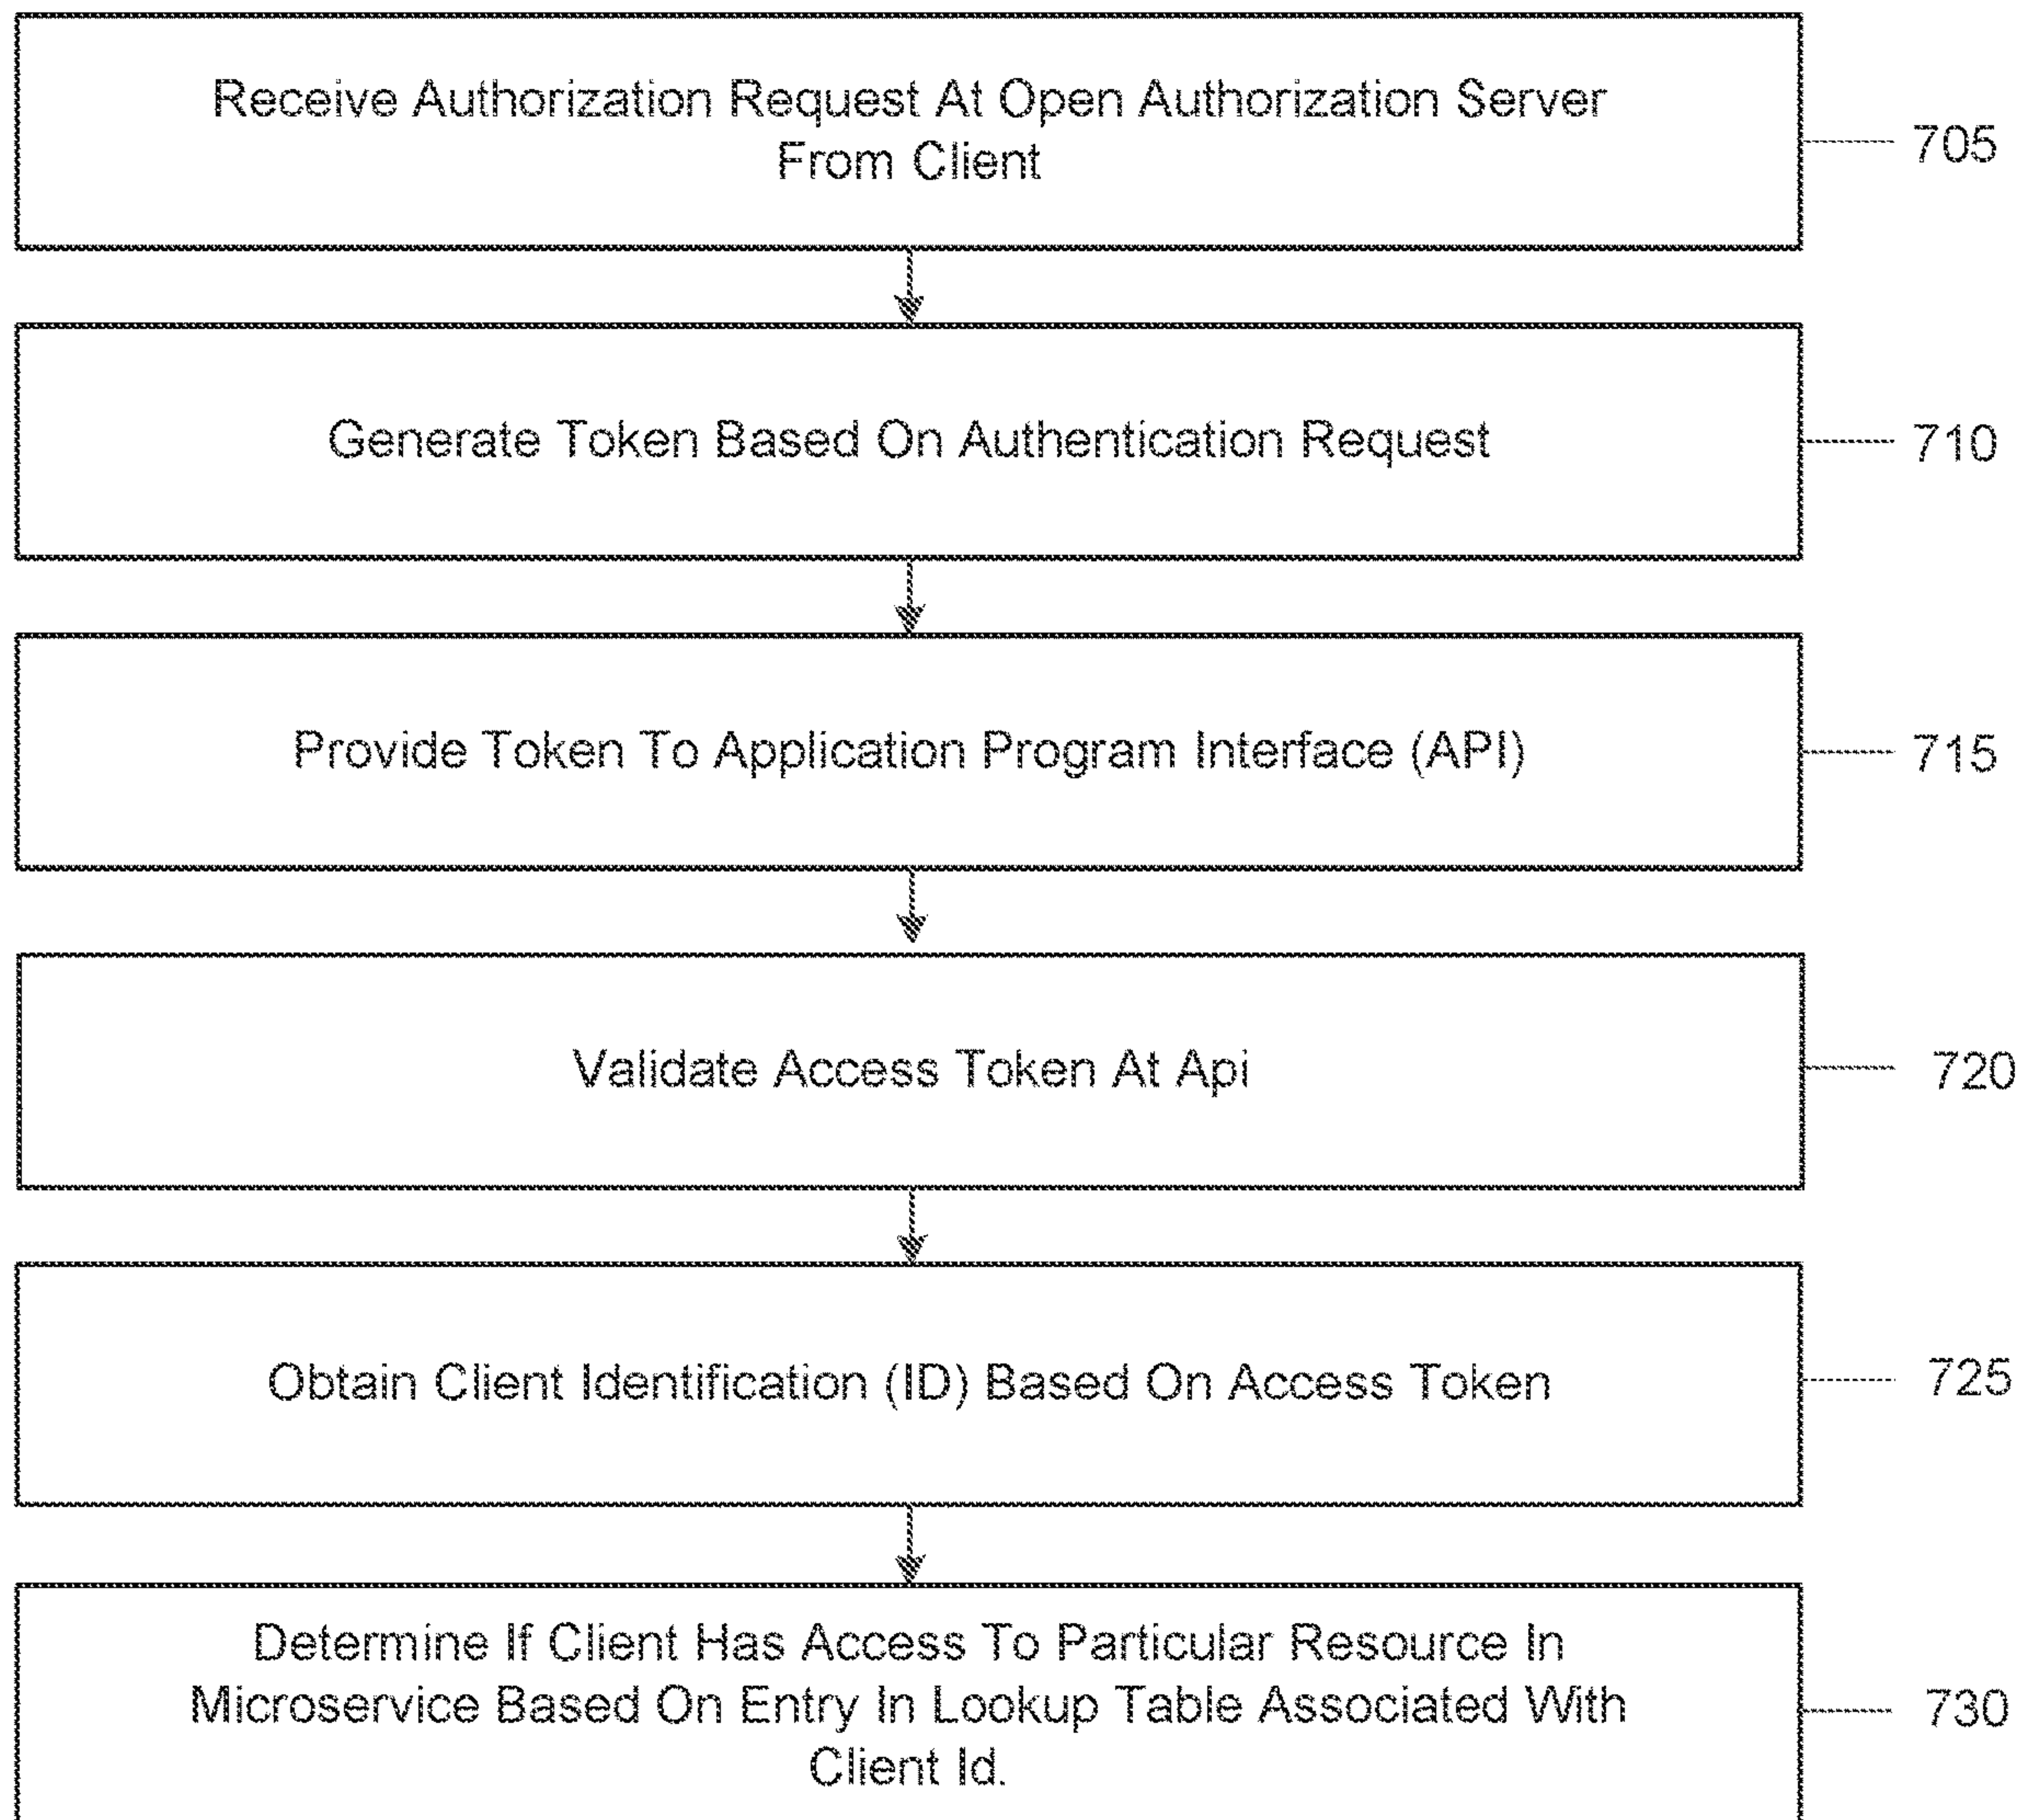 Receive Authorization Request At Open Authorization Server
From Client
705
Generate Token Based On Authentication Request
710
Provide Token To Application Program Interface (API)
715
Validate Access Token At Api
720
Obtain Client Identification (ID) Based On Access Token
725
Determine If Client Has Access To Particular Resource In
Microservice Based On Entry In Lookup Table Associated With
Client Id.
730